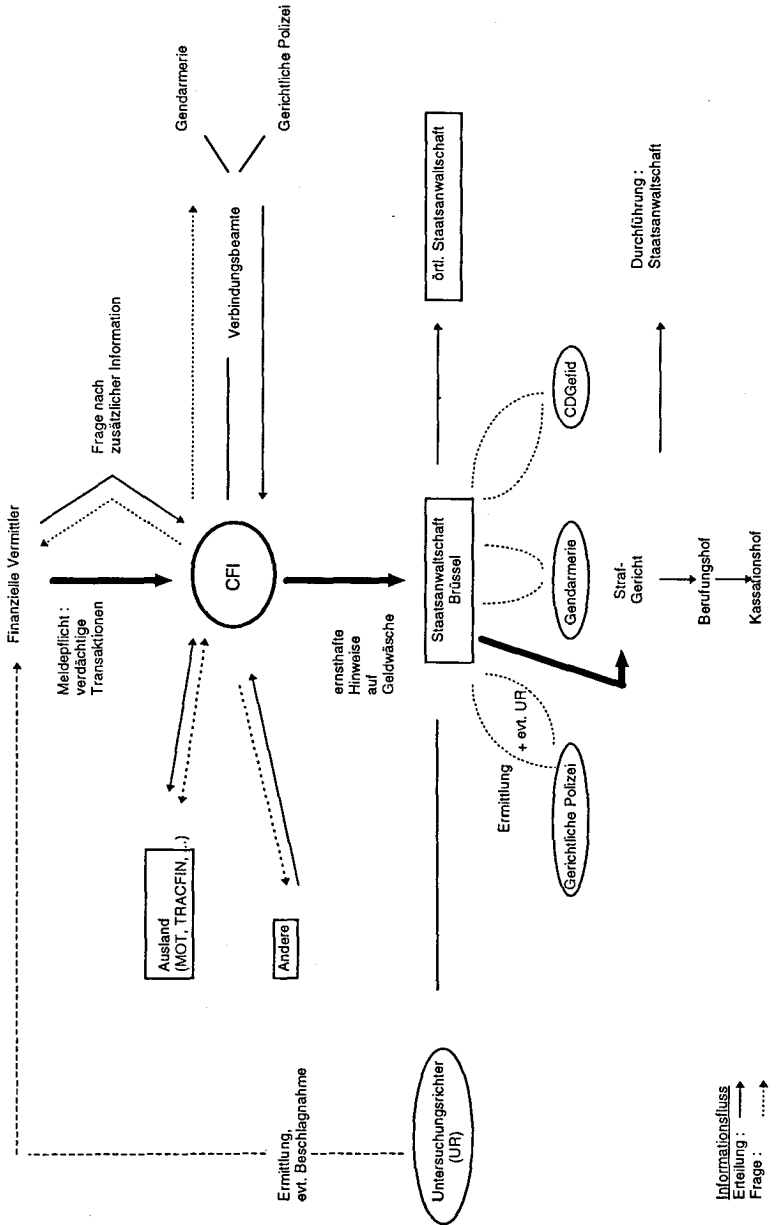 Finanzielle Vermittler
Meldepflicht :
verdächtige
Transaktionen
Frage nach
zusätzlicher Information
Ausland
(MOT, TRACFIN, ...)
Andere
CFI
Verbindungsbeamte
Gendarmerie
Gerichtliche Polizei
ernsthafte
Hinweise
auf
Geldwäsche
Ermittlung,
evt. Beschlagnahme
Untersuchungsrichter
(UR)
Staatsanwaltschaft
Brüssel
örtl. Staatsanwaltschaft
Ermittlung
+ evt. UR
Gerichtliche Polizei
Gendarmerie
CDGefid
Straf-
Gericht
Durchführung :
Staatsanwaltschaft
Berufungshof
Kassationshof
Informationsfluss
Erteilung :
Frage :